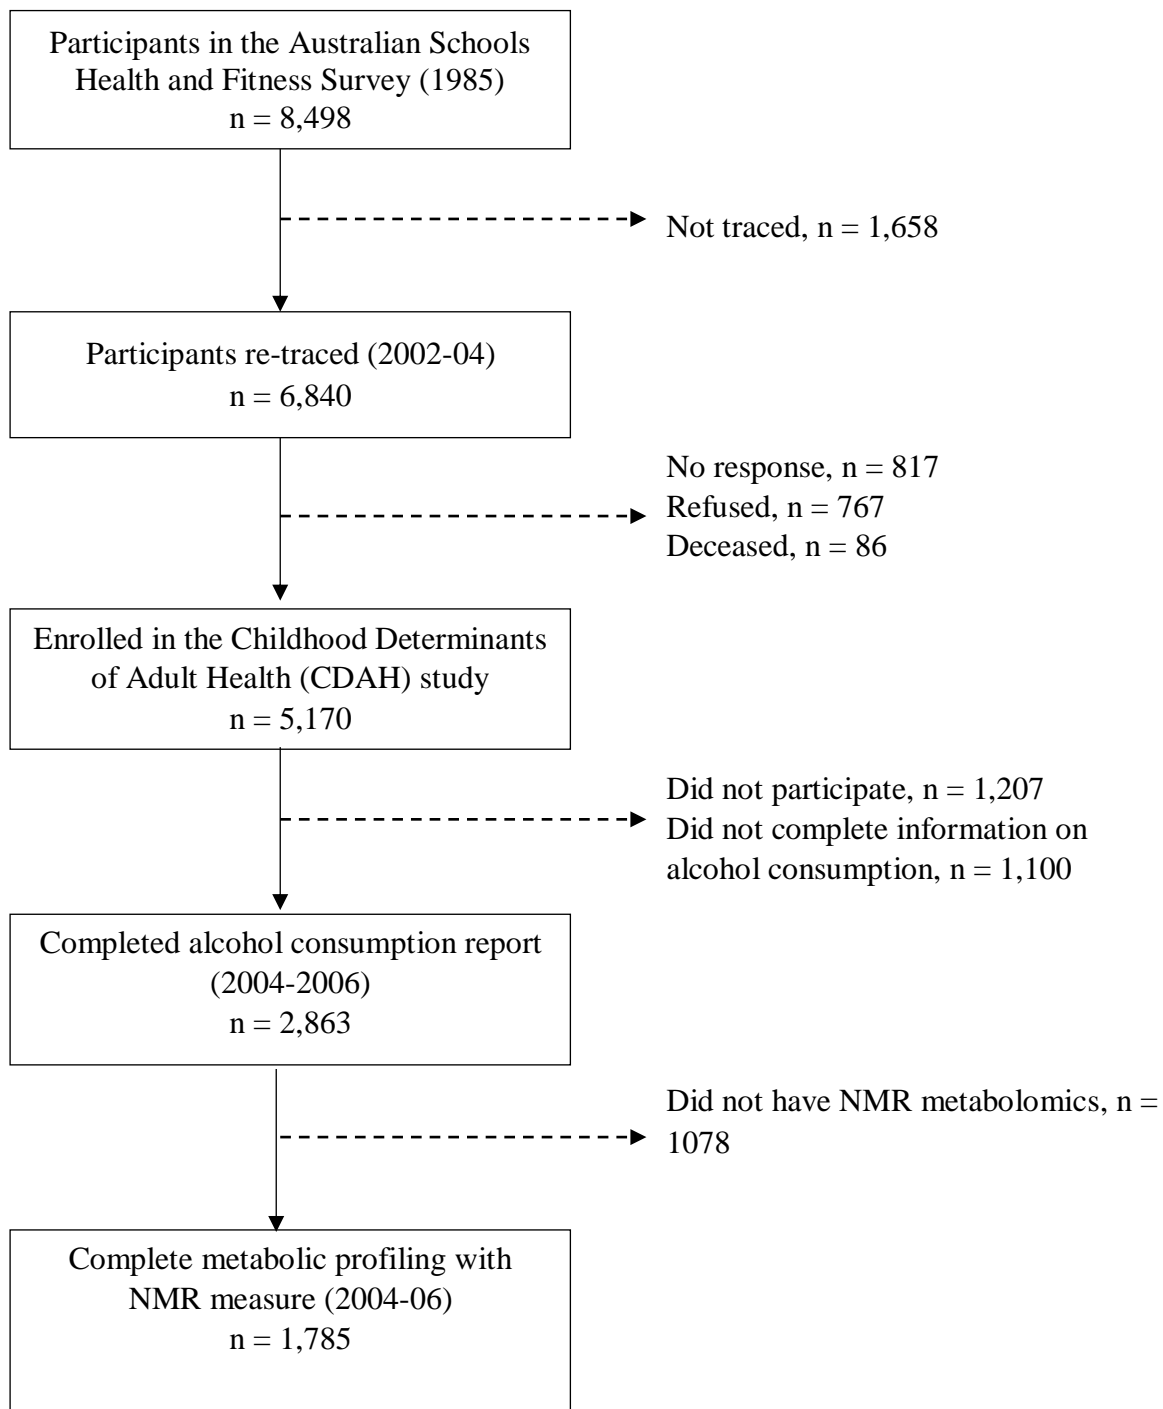 Participants in the Australian Schools
Health and Fitness Survey (1985)
n = 8,498
Not traced, n = 1,658
Participants re-traced (2002-04)
n = 6,840
No response, n = 817
Refused, n = 767
Deceased, n = 86
Enrolled in the Childhood Determinants
of Adult Health (CDAH) study
n = 5,170
Did not participate, n = 1,207
Did not complete information on
alcohol consumption, n = 1,100
Completed alcohol consumption report
(2004-2006)
n = 2,863
Did not have NMR metabolomics, n =
1078
Complete metabolic profiling with
NMR measure (2004-06)
n = 1,785